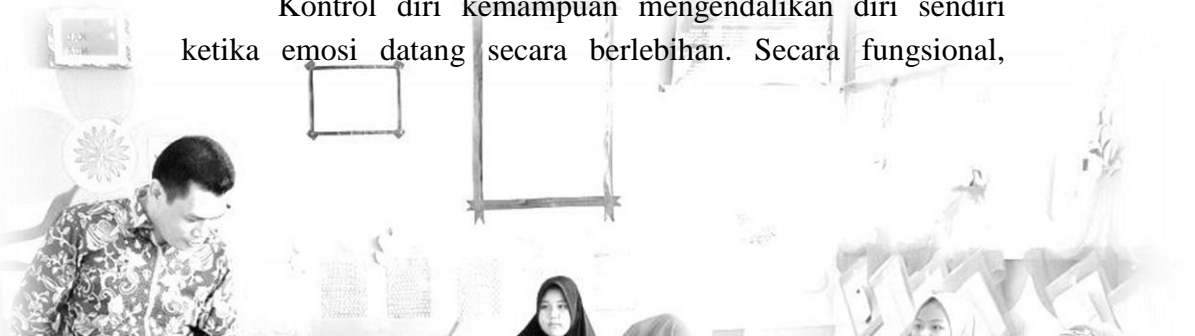 Kontrol diri kemampuan mengendalikan diri sendiri
ketika emosi datang secara berlebihan. Secara fungsional,